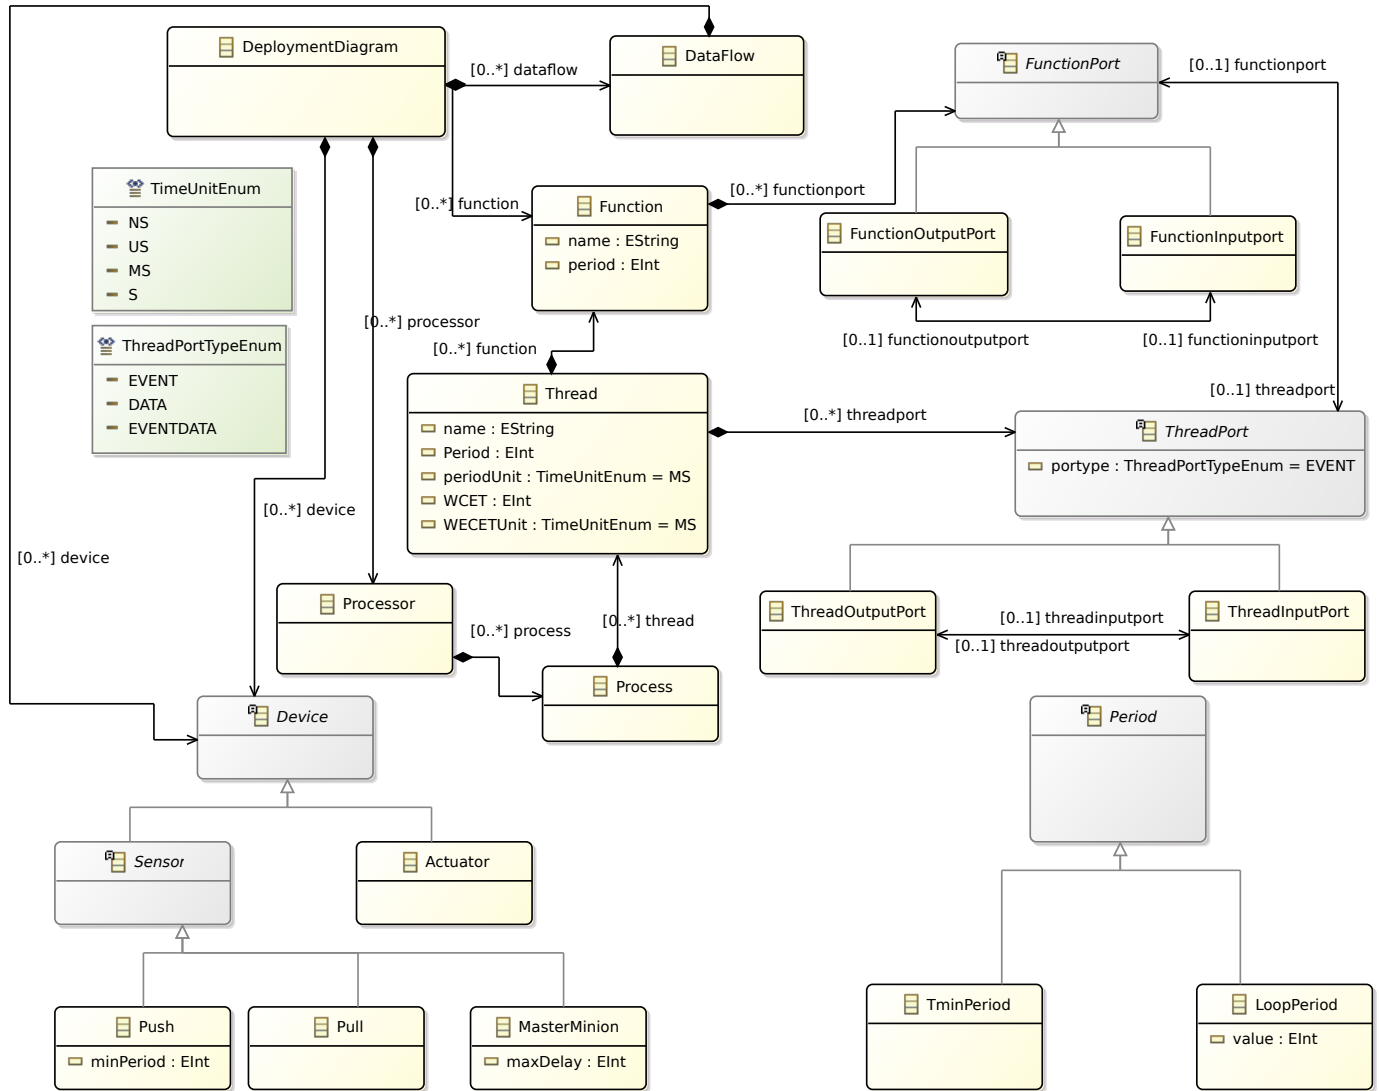 DeploymentDiagram
DataFlow
FunctionPort
[0..*] dataflow
[0..1] functionport
TimeUnitEnum
NS
US
MS
S
[0..*] function
Function
name : EString
period : EInt
[0..*] functionport
FunctionOutputPort
FunctionInputport
[0..1] functionoutputport
[0..1] functioninputport
ThreadPortTypeEnum
EVENT
DATA
EVENTDATA
[0..*] processor
[0..*] function
Thread
name : EString
Period : EInt
periodUnit : TimeUnitEnum = MS
WCET : EInt
WECETUnit : TimeUnitEnum = MS
[0..*] threadport
[0..1] threadport
ThreadPort
portype : ThreadPortTypeEnum = EVENT
[0..*] device
[0..*] device
Processor
[0..*] process
[0..*] thread
Process
ThreadOutputPort
[0..1] threadinputport
[0..1] threadoutputport
ThreadInputPort
Device
Period
Sensor
Actuator
Push
minPeriod : EInt
Pull
MasterMinion
maxDelay : EInt
TminPeriod
LoopPeriod
value : EInt